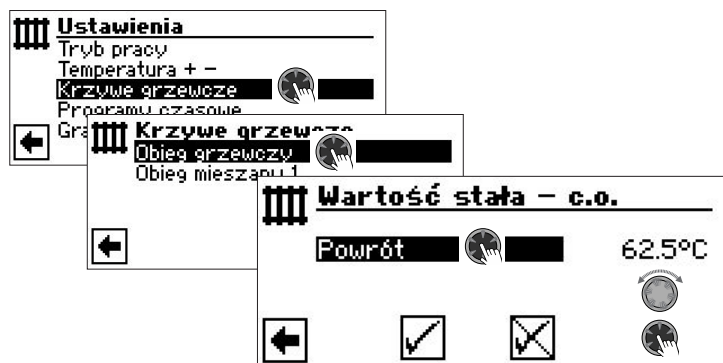 Ustawienia
Tryb pracy
Temperatura + −
Krzywe grzewcze
Programy czasowe
Gra
Krzywe grzewcze
Obieg grzewczy
Obieg mieszany 1
Wartość stała − c.o.
Powrót 62.5°C